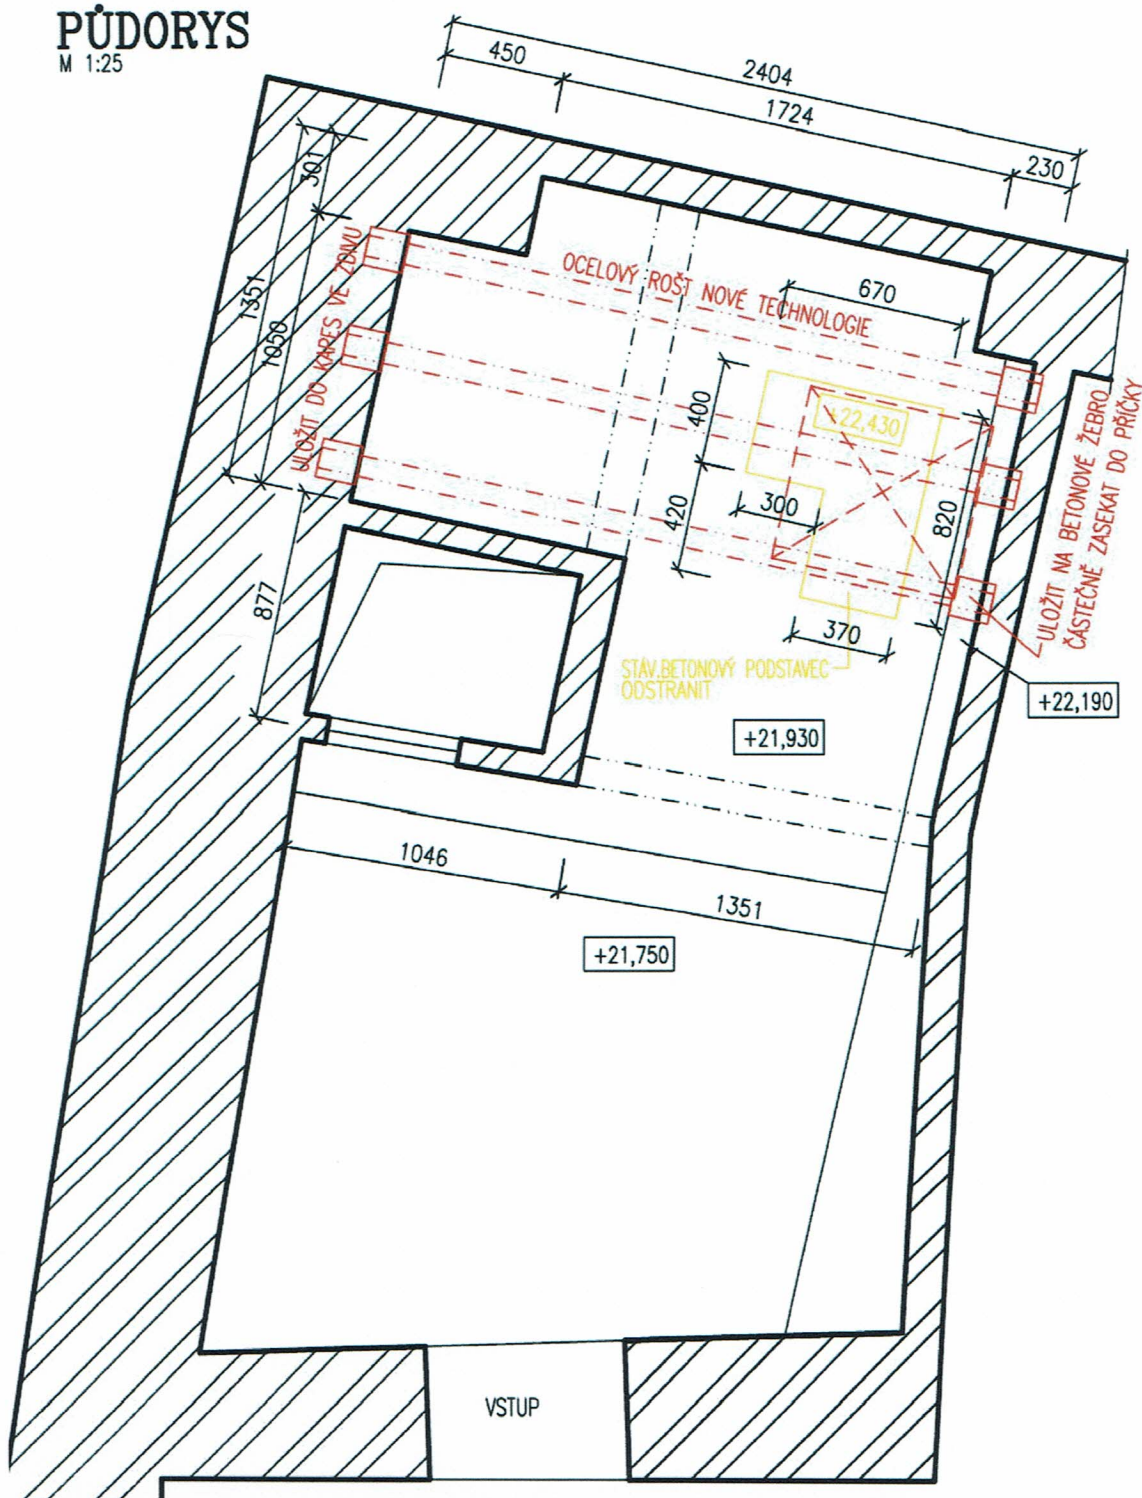 PŮDORYS
M 1:25
450
2404
1724
230
301
1351
1050
ULOŽIT DO KAPES VE ZDIVU
OCELOVÝ ROŠT NOVÉ TECHNOLOGIE
670
400
+22,430
420
300
820
877
370
STÁV.BETONOVÝ PODSTAVEC
ODSTRANIT
ULOŽIT NA BETONOVÉ ŽEBRO,
ČÁSTEČNĚ ZASEKAT DO PŘÍČKY
+22,190
+21,930
1046
1351
+21,750
VSTUP